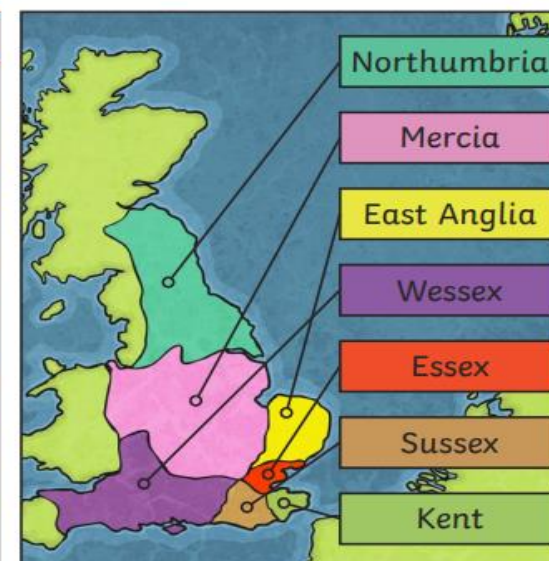 Northumbria
Mercia
East Anglia
Wessex
Essex
Sussex
Kent